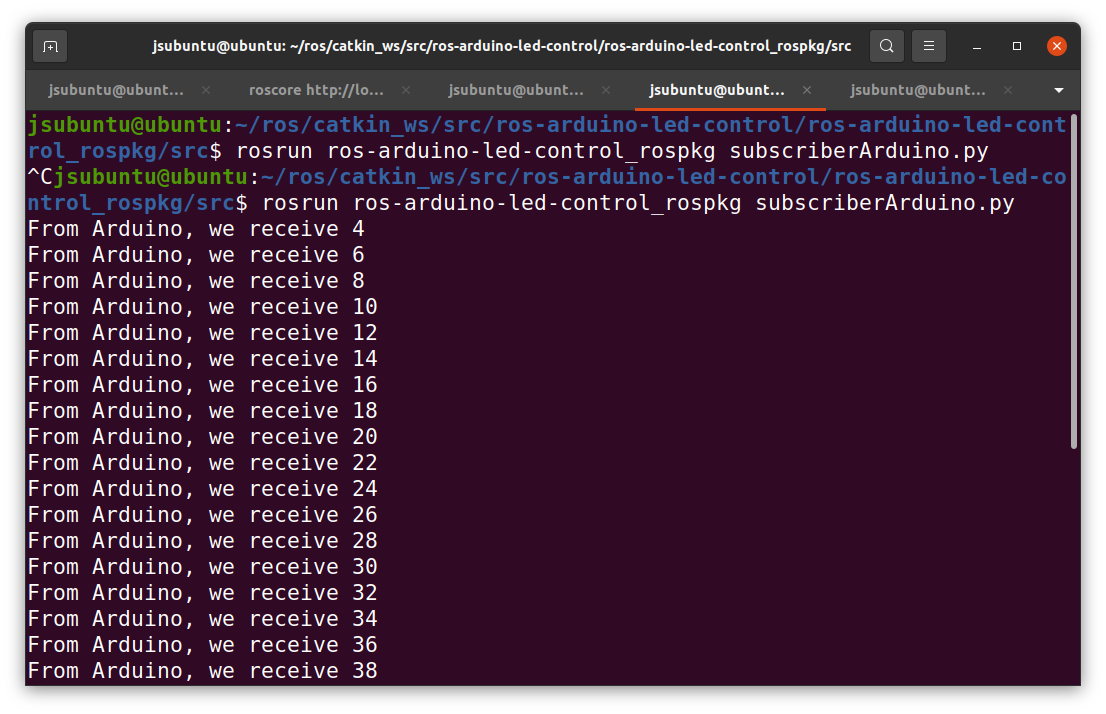 jsubuntu@ubuntu: ~/ros/catkin_ws/src/ros-arduino-led-control/ros-arduino-led-control_rospkg/src
jsubuntu@ubunt... × roscore http://lo... × jsubuntu@ubunt... × jsubuntu@ubunt... × jsubuntu@ubunt... ×
jsubuntu@ubuntu:~/ros/catkin_ws/src/ros-arduino-led-control/ros-arduino-led-cont
rol_rospkg/src$ rosrun ros-arduino-led-control_rospkg subscriberArduino.py
^Cjsubuntu@ubuntu:~/ros/catkin_ws/src/ros-arduino-led-control/ros-arduino-led-co
ntrol_rospkg/src$ rosrun ros-arduino-led-control_rospkg subscriberArduino.py
From Arduino, we receive 4
From Arduino, we receive 6
From Arduino, we receive 8
From Arduino, we receive 10
From Arduino, we receive 12
From Arduino, we receive 14
From Arduino, we receive 16
From Arduino, we receive 18
From Arduino, we receive 20
From Arduino, we receive 22
From Arduino, we receive 24
From Arduino, we receive 26
From Arduino, we receive 28
From Arduino, we receive 30
From Arduino, we receive 32
From Arduino, we receive 34
From Arduino, we receive 36
From Arduino, we receive 38